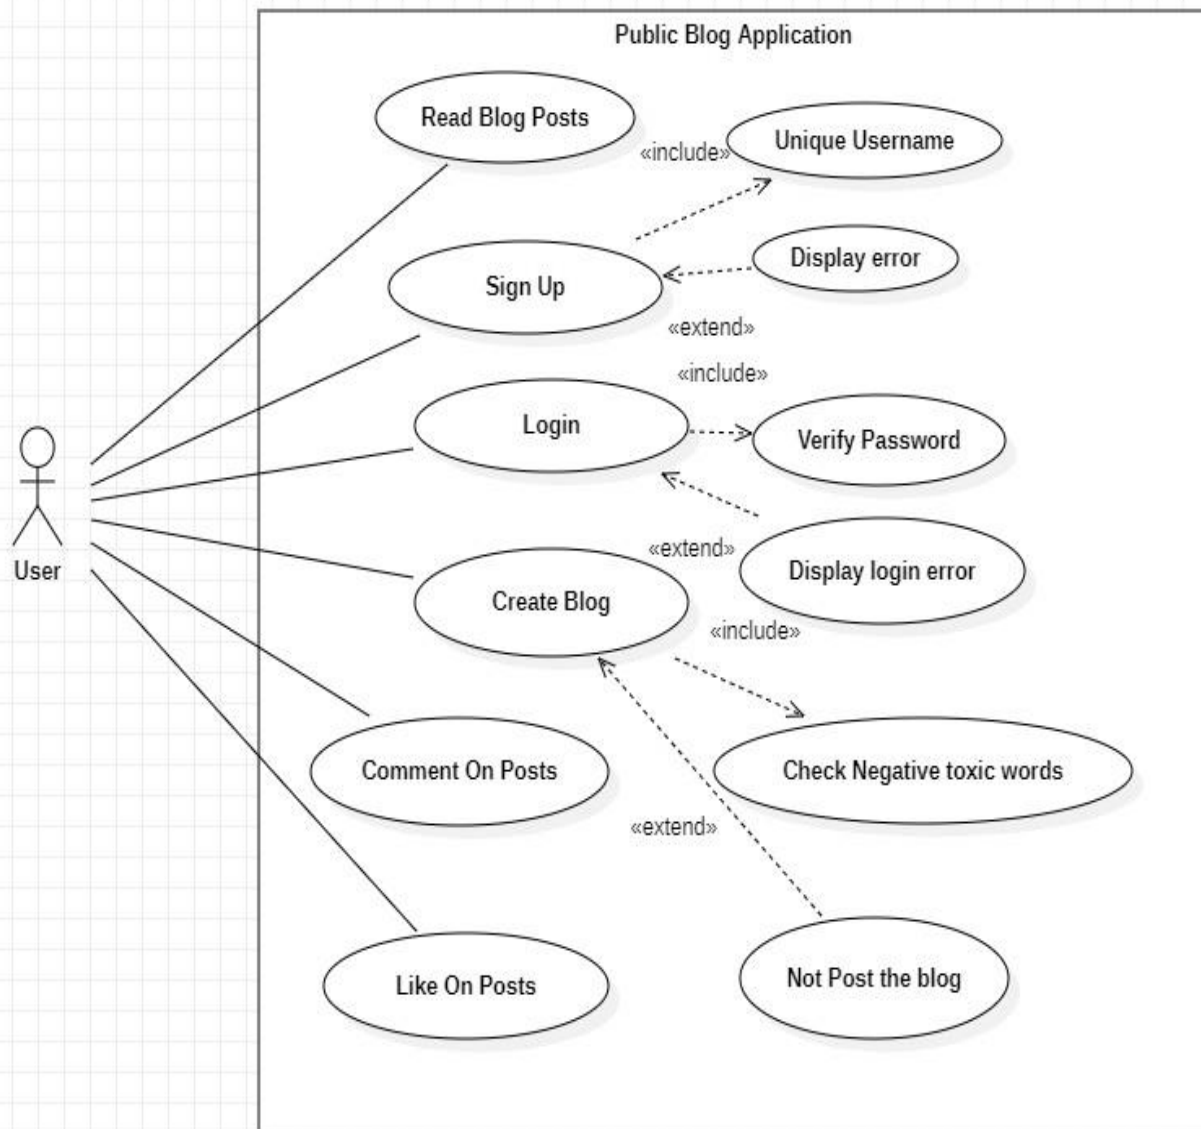 Public Blog Application
Read Blog Posts
«include»
Unique Username
Sign Up
Display error
«extend»
«include»
Login
Verify Password
«extend»
Display login error
User
Create Blog
«include»
Comment On Posts
Check Negative toxic words
«extend»
Like On Posts
Not Post the blog